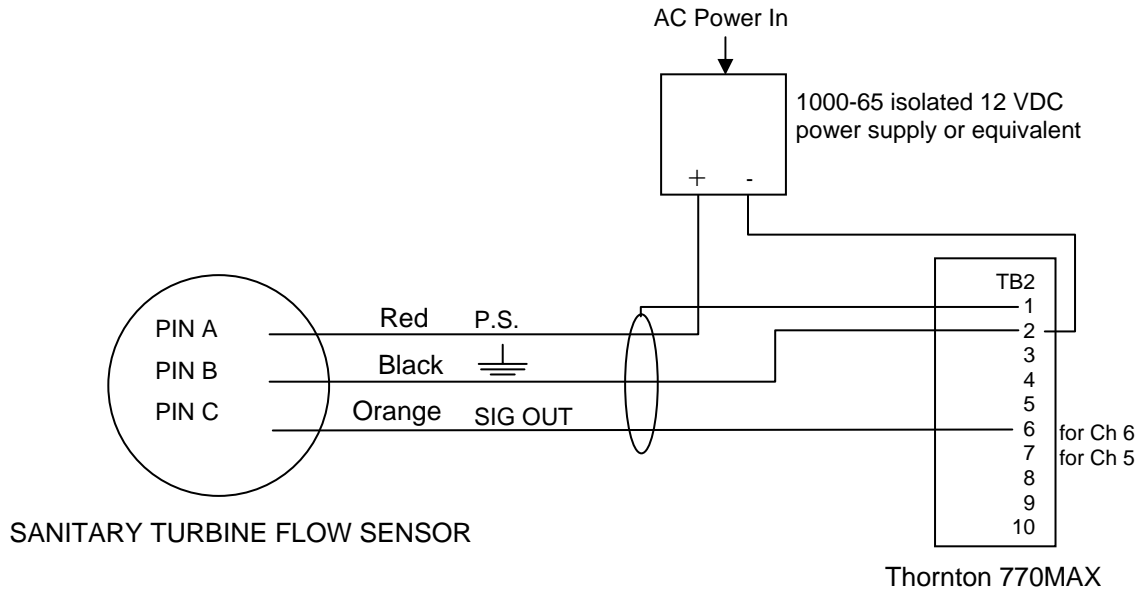 AC Power In
1000-65 isolated 12 VDC
power supply or equivalent
+ -
TB2
1
2
3
4
5
6 for Ch 6
7 for Ch 5
8
9
10
PIN A Red P.S.
PIN B Black
PIN C Orange SIG OUT
SANITARY TURBINE FLOW SENSOR
Thornton 770MAX